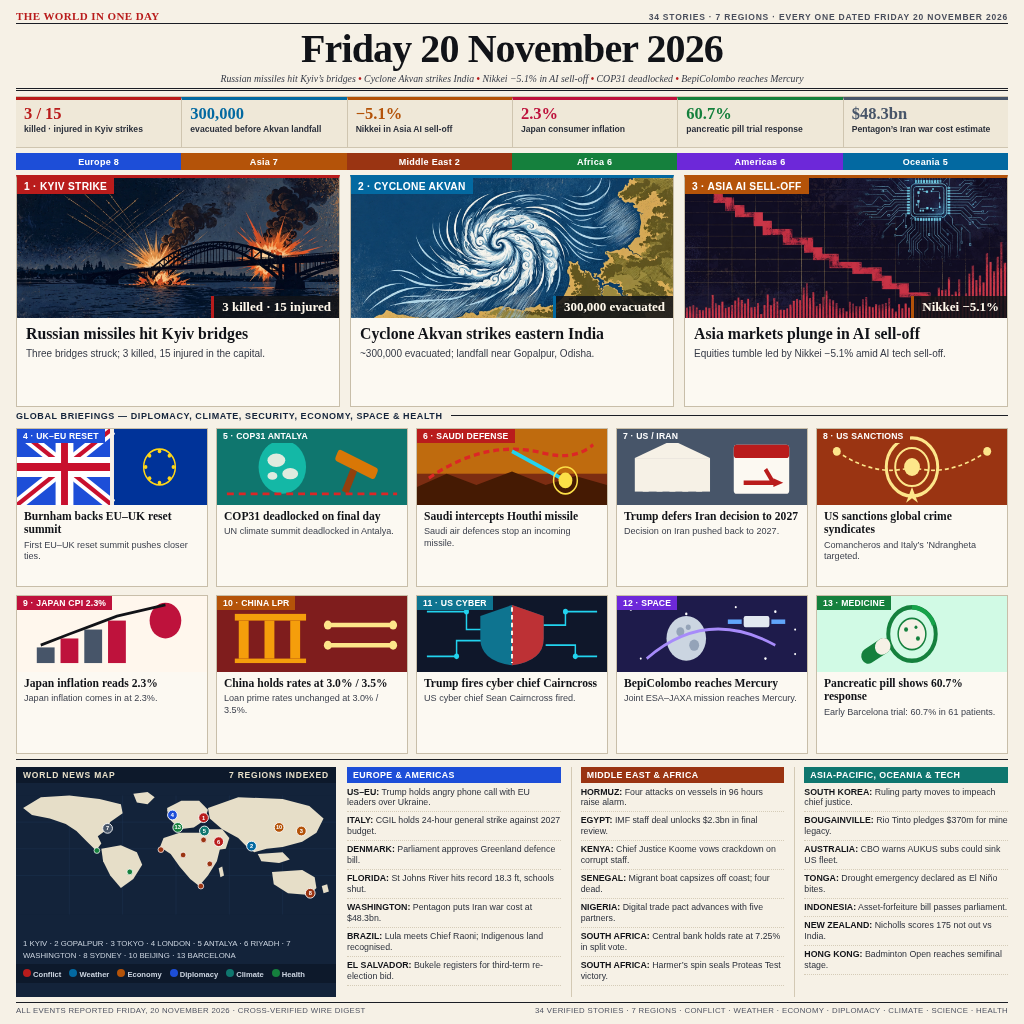 THE WORLD IN ONE DAY
34 STORIES · 7 REGIONS · EVERY ONE DATED FRIDAY 20 NOVEMBER 2026
Friday 20 November 2026
Russian missiles hit Kyiv's bridges • Cyclone Akvan strikes India • Nikkei −5.1% in AI sell-off • COP31 deadlocked • BepiColombo reaches Mercury
3 / 15
killed · injured in Kyiv strikes
300,000
evacuated before Akvan landfall
−5.1%
Nikkei in Asia AI sell-off
2.3%
Japan consumer inflation
60.7%
pancreatic pill trial response
$48.3bn
Pentagon's Iran war cost estimate
Europe 8
Asia 7
Middle East 2
Africa 6
Americas 6
Oceania 5
1 · KYIV STRIKE
3 killed · 15 injured
Russian missiles hit Kyiv bridges
Three bridges struck; 3 killed, 15 injured in the capital.
2 · CYCLONE AKVAN
300,000 evacuated
Cyclone Akvan strikes eastern India
~300,000 evacuated; landfall near Gopalpur, Odisha.
3 · ASIA AI SELL-OFF
Nikkei −5.1%
Asia markets plunge in AI sell-off
Equities tumble led by Nikkei −5.1% amid AI tech sell-off.
GLOBAL BRIEFINGS — DIPLOMACY, CLIMATE, SECURITY, ECONOMY, SPACE & HEALTH
4 · UK–EU RESET
Burnham backs EU–UK reset
summit
First EU–UK reset summit pushes closer
ties.
5 · COP31 ANTALYA
COP31 deadlocked on final day
UN climate summit deadlocked in Antalya.
6 · SAUDI DEFENSE
Saudi intercepts Houthi missile
Saudi air defences stop an incoming
missile.
7 · US / IRAN
Trump defers Iran decision to 2027
Decision on Iran pushed back to 2027.
8 · US SANCTIONS
US sanctions global crime
syndicates
Comancheros and Italy's 'Ndrangheta
targeted.
9 · JAPAN CPI 2.3%
Japan inflation reads 2.3%
Japan inflation comes in at 2.3%.
10 · CHINA LPR
China holds rates at 3.0% / 3.5%
Loan prime rates unchanged at 3.0% /
3.5%.
11 · US CYBER
Trump fires cyber chief Cairncross
US cyber chief Sean Cairncross fired.
12 · SPACE
BepiColombo reaches Mercury
Joint ESA–JAXA mission reaches Mercury.
13 · MEDICINE
Pancreatic pill shows 60.7%
response
Early Barcelona trial: 60.7% in 61 patients.
WORLD NEWS MAP
7 REGIONS INDEXED
4
1
13
5
7
6
10
3
2
8
1 KYIV · 2 GOPALPUR · 3 TOKYO · 4 LONDON · 5 ANTALYA · 6 RIYADH · 7
WASHINGTON · 8 SYDNEY · 10 BEIJING · 13 BARCELONA
Conflict Weather Economy Diplomacy Climate Health
EUROPE & AMERICAS
US–EU: Trump holds angry phone call with EU
leaders over Ukraine.
ITALY: CGIL holds 24-hour general strike against 2027
budget.
DENMARK: Parliament approves Greenland defence
bill.
FLORIDA: St Johns River hits record 18.3 ft, schools
shut.
WASHINGTON: Pentagon puts Iran war cost at
$48.3bn.
BRAZIL: Lula meets Chief Raoni; Indigenous land
recognised.
EL SALVADOR: Bukele registers for third-term re-
election bid.
MIDDLE EAST & AFRICA
HORMUZ: Four attacks on vessels in 96 hours
raise alarm.
EGYPT: IMF staff deal unlocks $2.3bn in final
review.
KENYA: Chief Justice Koome vows crackdown on
corrupt staff.
SENEGAL: Migrant boat capsizes off coast; four
dead.
NIGERIA: Digital trade pact advances with five
partners.
SOUTH AFRICA: Central bank holds rate at 7.25%
in split vote.
SOUTH AFRICA: Harmer's spin seals Proteas Test
victory.
ASIA-PACIFIC, OCEANIA & TECH
SOUTH KOREA: Ruling party moves to impeach
chief justice.
BOUGAINVILLE: Rio Tinto pledges $370m for mine
legacy.
AUSTRALIA: CBO warns AUKUS subs could sink
US fleet.
TONGA: Drought emergency declared as El Niño
bites.
INDONESIA: Asset-forfeiture bill passes parliament.
NEW ZEALAND: Nicholls scores 175 not out vs
India.
HONG KONG: Badminton Open reaches semifinal
stage.
ALL EVENTS REPORTED FRIDAY, 20 NOVEMBER 2026 · CROSS-VERIFIED WIRE DIGEST
34 VERIFIED STORIES · 7 REGIONS · CONFLICT · WEATHER · ECONOMY · DIPLOMACY · CLIMATE · SCIENCE · HEALTH